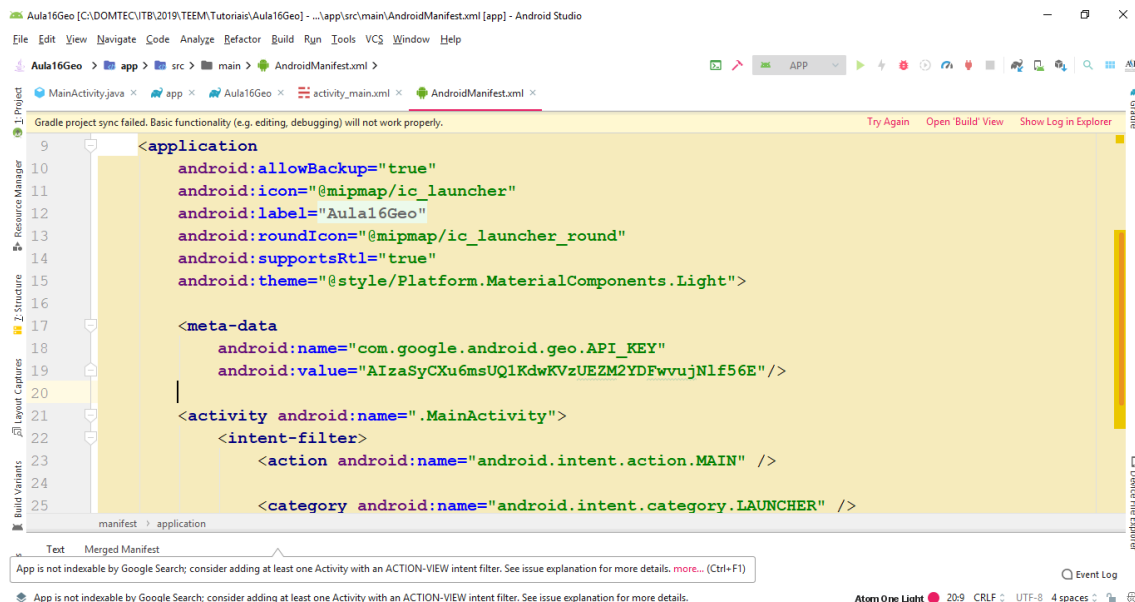 Aula16Geo [C:\DOMTEC\ITB\2019\TEEM\Tutoriais\Aula16Geo] - ...\app\src\main\AndroidManifest.xml [app] - Android Studio
File Edit View Navigate Code Analyze Refactor Build Run Tools VCS Window Help
Aula16Geo > app > src > main > AndroidManifest.xml > APP
MainActivity.java × app × Aula16Geo × activity_main.xml × AndroidManifest.xml ×
Gradle project sync failed. Basic functionality (e.g. editing, debugging) will not work properly. Try Again Open 'Build' View Show Log in Explorer
1: Project
Resource Manager
7: Structure
Layout Captures
Build Variants
9 <application
10 android:allowBackup="true"
11 android:icon="@mipmap/ic_launcher"
12 android:label="Aula16Geo"
13 android:roundIcon="@mipmap/ic_launcher_round"
14 android:supportsRtl="true"
15 android:theme="@style/Platform.MaterialComponents.Light">
16
17 <meta-data
18 android:name="com.google.android.geo.API_KEY"
19 android:value="AIzaSyCXu6msUQ1KdwKVzUEZM2YDFwvujNlf56E"/>
20
21 <activity android:name=".MainActivity">
22 <intent-filter>
23 <action android:name="android.intent.action.MAIN" />
24
25 <category android:name="android.intent.category.LAUNCHER" />
Gradle
Device File Explorer
manifest > application
Text Merged Manifest
App is not indexable by Google Search; consider adding at least one Activity with an ACTION-VIEW intent filter. See issue explanation for more details. more... (Ctrl+F1)
Event Log
App is not indexable by Google Search; consider adding at least one Activity with an ACTION-VIEW intent filter. See issue explanation for more details. Atom One Light 20:9 CRLF UTF-8 4 spaces